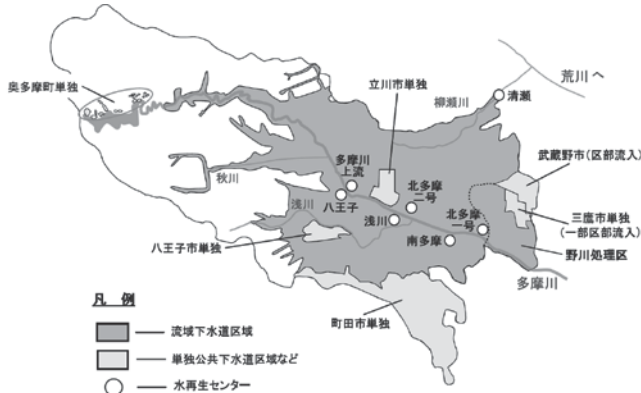 荒川へ
立川市単独
奥多摩町単独
柳瀬川
清瀬
武蔵野市(区部流入)
多摩川
上流
秋川
北多摩
二号
八王子
三鷹市単独
(一部区部流入)
浅川
浅川
北多摩
一号
八王子市単独
南多摩
野川処理区
多摩川
町田市単独
凡 例
流域下水道区域
単独公共下水道区域など
水再生センター